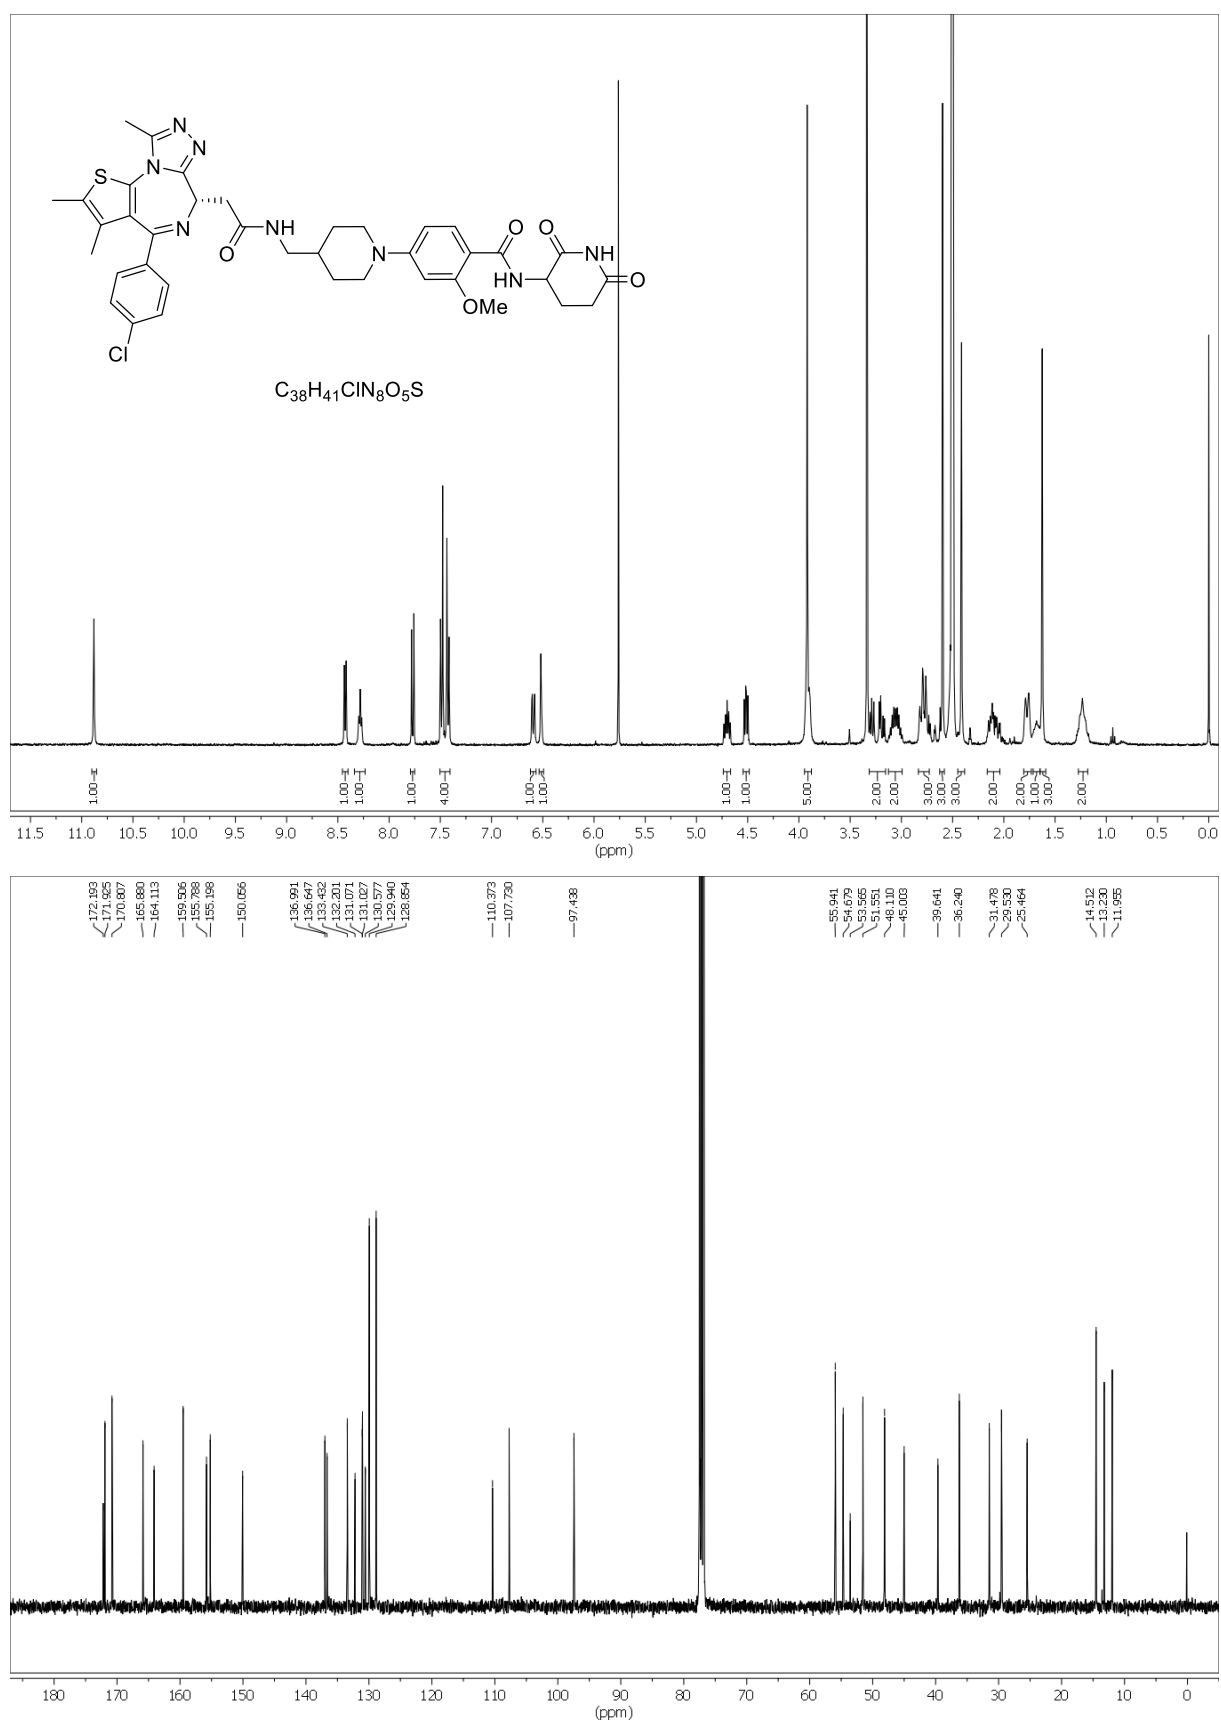 N
N
N
S
N
O
NH
N
O
HN
O
NH
O
OMe
Cl
C38H41ClN8O5S
1.00
1.00
1.00
1.00
4.00
1.00
1.00
1.00
1.00
5.00
2.00
2.00
3.00
3.00
3.00
2.00
2.00
1.00
3.00
2.00
11.5 11.0 10.5 10.0 9.5 9.0 8.5 8.0 7.5 7.0 6.5 6.0 5.5 5.0 4.5 4.0 3.5 3.0 2.5 2.0 1.5 1.0 0.5 0.0
(ppm)
172.193
171.925
170.807
165.880
164.113
159.506
155.788
155.198
150.056
136.991
136.647
133.432
132.201
131.071
131.027
130.577
129.940
128.854
110.373
107.730
97.438
55.941
54.679
53.565
51.551
48.110
45.003
39.641
36.240
31.478
29.530
25.464
14.512
13.230
11.955
180 170 160 150 140 130 120 110 100 90 80 70 60 50 40 30 20 10 0
(ppm)